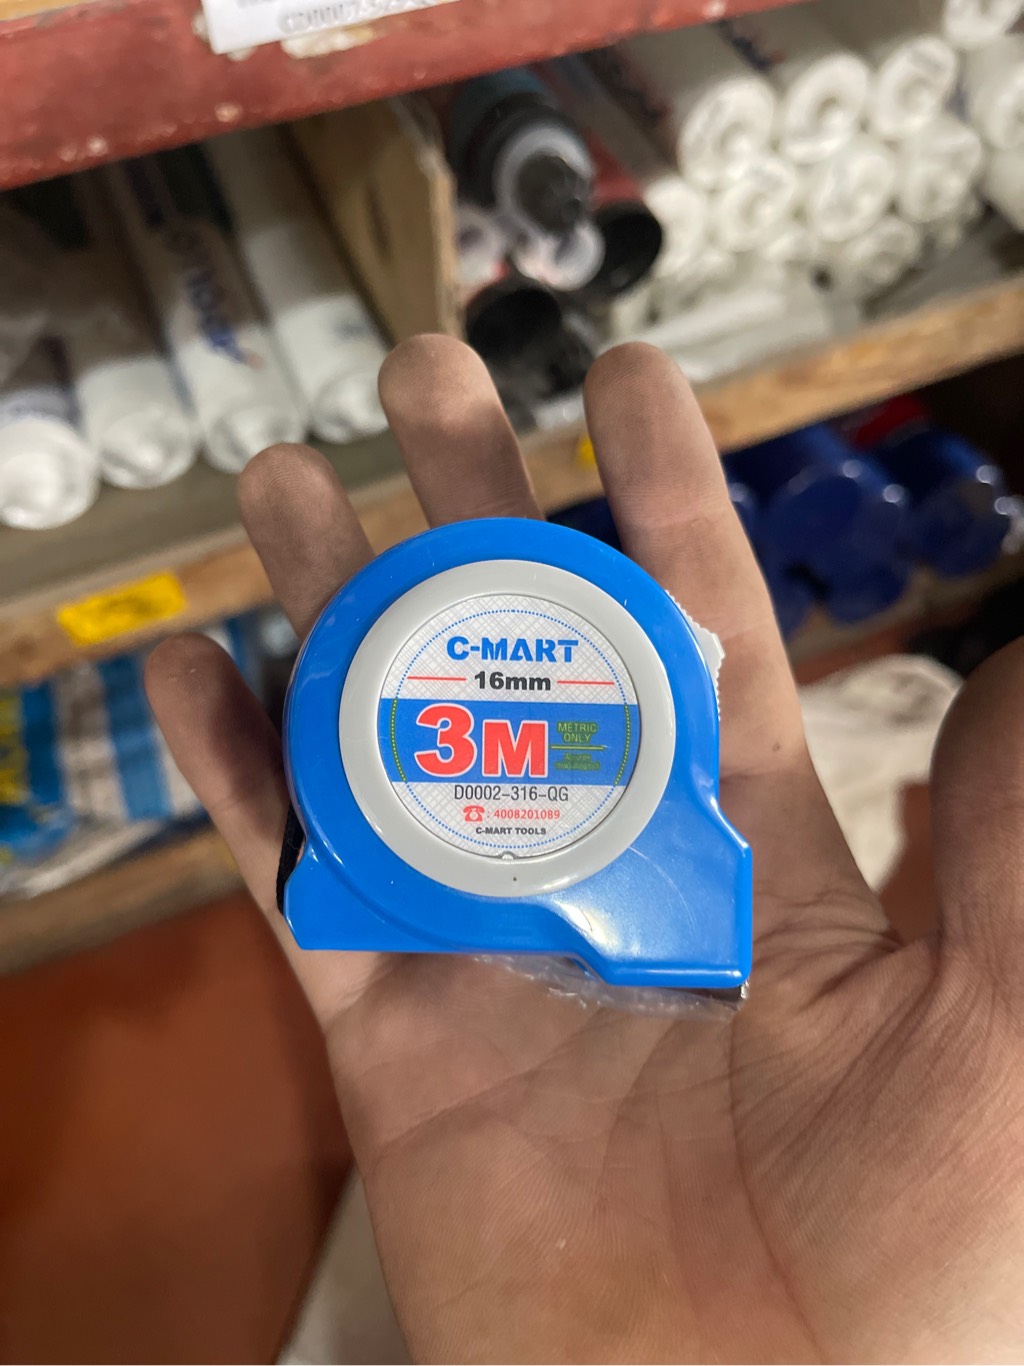 C-MART
16mm
3M
METRIC
ONLY
D0002-316-QG
☎: 4008201089
C-MART TOOLS